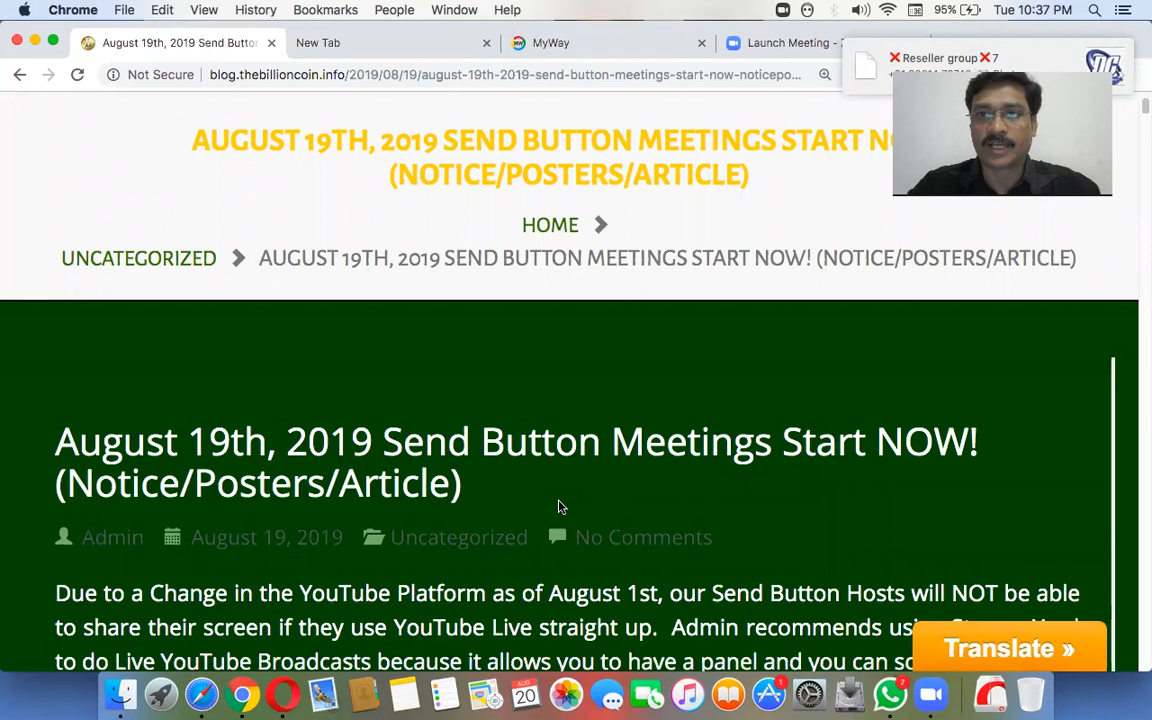 Chrome File Edit View History Bookmarks People Window Help 95% Tue 10:37 PM
August 19th, 2019 Send Button New Tab MyWay Launch Meeting -
Not Secure blog.thebillioncoin.info/2019/08/19/august-19th-2019-send-button-meetings-start-now-noticepo...
❌Reseller group❌7
AUGUST 19TH, 2019 SEND BUTTON MEETINGS START
(NOTICE/POSTERS/ARTICLE)
HOME
UNCATEGORIZED AUGUST 19TH, 2019 SEND BUTTON MEETINGS START NOW! (NOTICE/POSTERS/ARTICLE)
August 19th, 2019 Send Button Meetings Start NOW!
(Notice/Posters/Article)
Admin August 19, 2019 Uncategorized No Comments
Due to a Change in the YouTube Platform as of August 1st, our Send Button Hosts will NOT be able
to share their screen if they use YouTube Live straight up. Admin recommends
to do Live YouTube Broadcasts because it allows you to have a panel and you can
Translate »
AUG
20
1
7